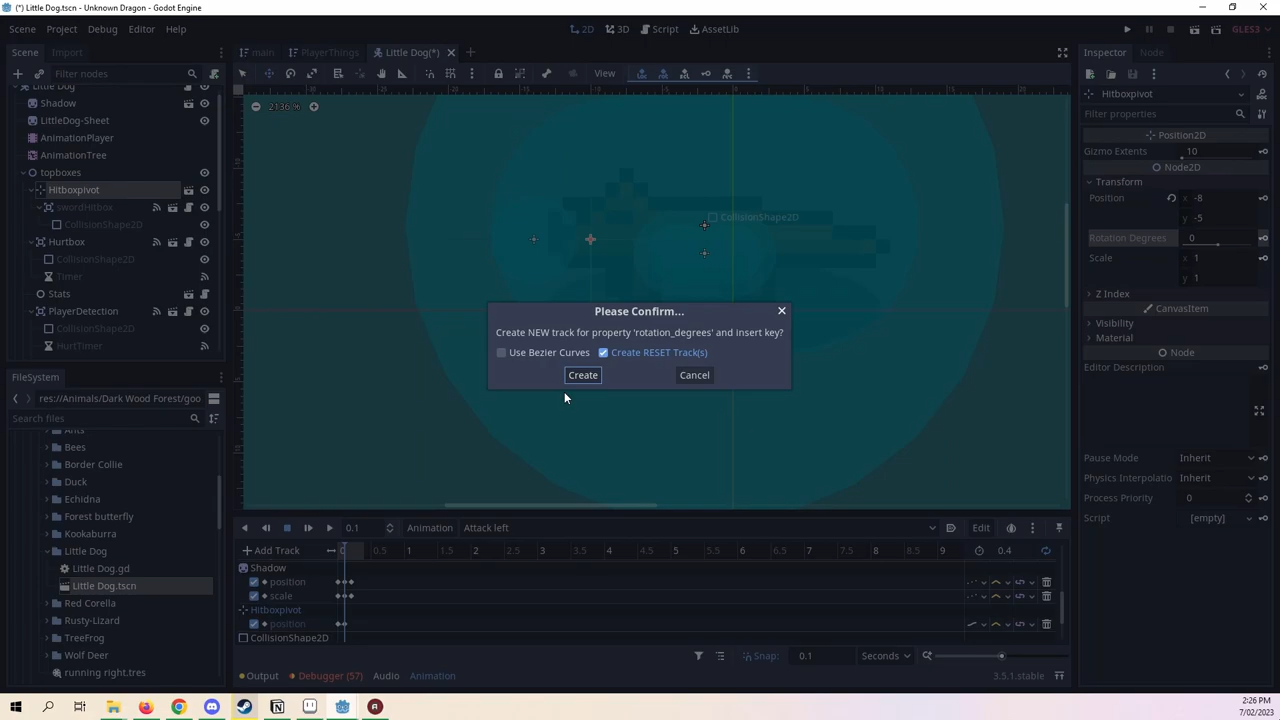 (*) Little Dog.tscn - Unknown Dragon - Godot Engine
Scene Project Debug Editor Help
2D 3D Script AssetLib
GLES3
Scene Import
main PlayerThings Little Dog(*)
Inspector Node
Filter nodes
View
Little Dog
Shadow
LittleDog-Sheet
AnimationPlayer
AnimationTree
topboxes
Hitboxpivot
swordHitbox
CollisionShape2D
Hurtbox
CollisionShape2D
Timer
Stats
PlayerDetection
CollisionShape2D
HurtTimer
2136 %
CollisionShape2D
Please Confirm...
Create NEW track for property 'rotation_degrees' and insert key?
Use Bezier Curves Create RESET Track(s)
Create Cancel
Hitboxpivot
Filter properties
Position2D
Gizmo Extents 10
Node2D
Transform
Position x -8
y -5
Rotation Degrees 0
Scale x 1
y 1
Z Index
CanvasItem
Visibility
Material
Node
Editor Description
Pause Mode Inherit
Physics Interpolatio Inherit
Process Priority 0
Script [empty]
FileSystem
res://Animals/Dark Wood Forest/goo
Search files
Ants
Bees
Border Collie
Duck
Echidna
Forest butterfly
Kookaburra
Little Dog
Little Dog.gd
Little Dog.tscn
Red Corella
Rusty-Lizard
TreeFrog
Wolf Deer
running right.tres
0.1 Animation Attack left Edit
Add Track 0 0.5 1 1.5 2 2.5 3 3.5 4 4.5 5 5.5 6 6.5 7 7.5 8 8.5 9 0.4
Shadow
position
scale
Hitboxpivot
position
CollisionShape2D
Snap: 0.1 Seconds
Output Debugger (57) Audio Animation 3.5.1.stable
2:26 PM
7/02/2023